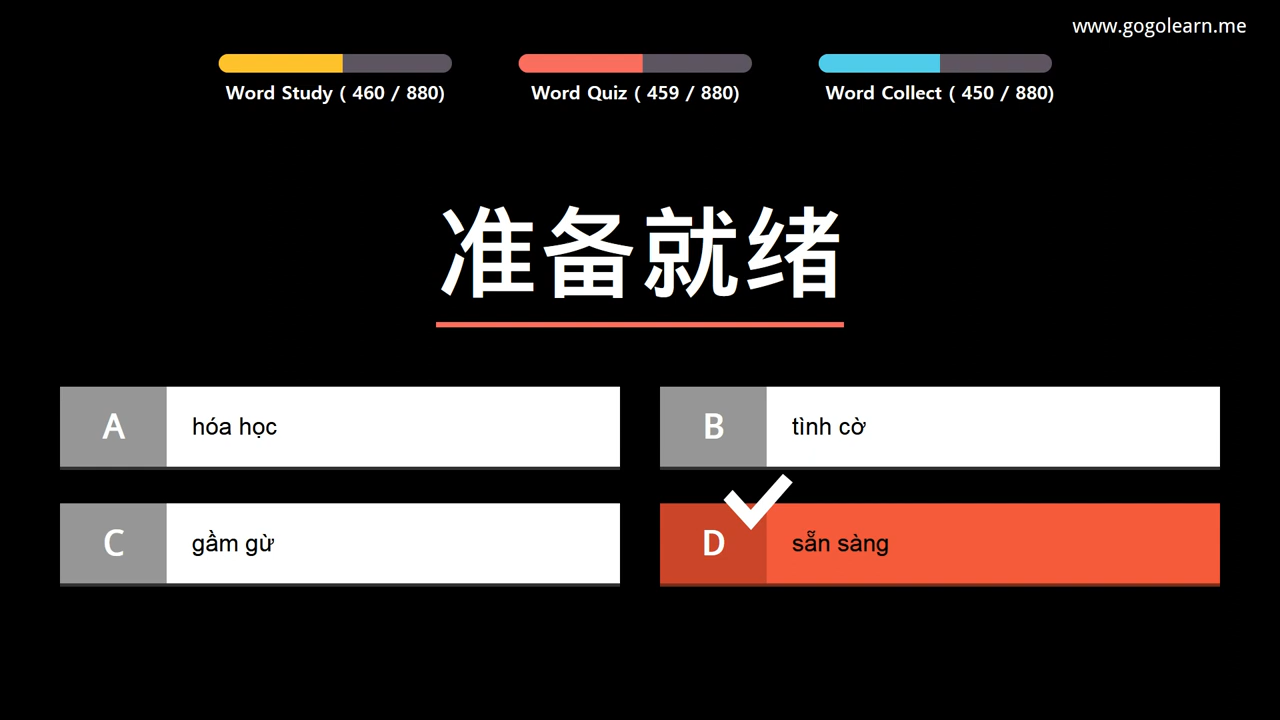 www.gogolearn.me
Word Study ( 460 / 880)
Word Quiz ( 459 / 880)
Word Collect ( 450 / 880)
准备就绪
A hóa học
B tình cờ
C gầm gừ
D sẵn sàng